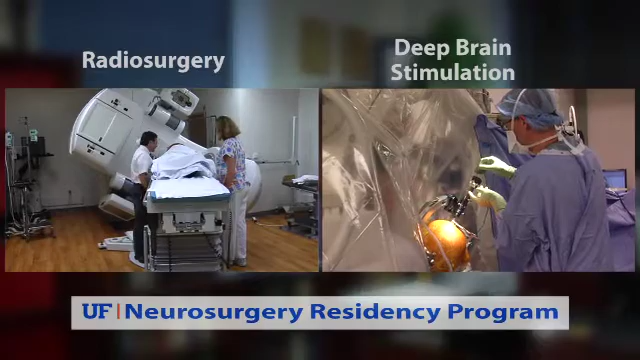 Radiosurgery
Deep Brain
Stimulation
UF | Neurosurgery Residency Program